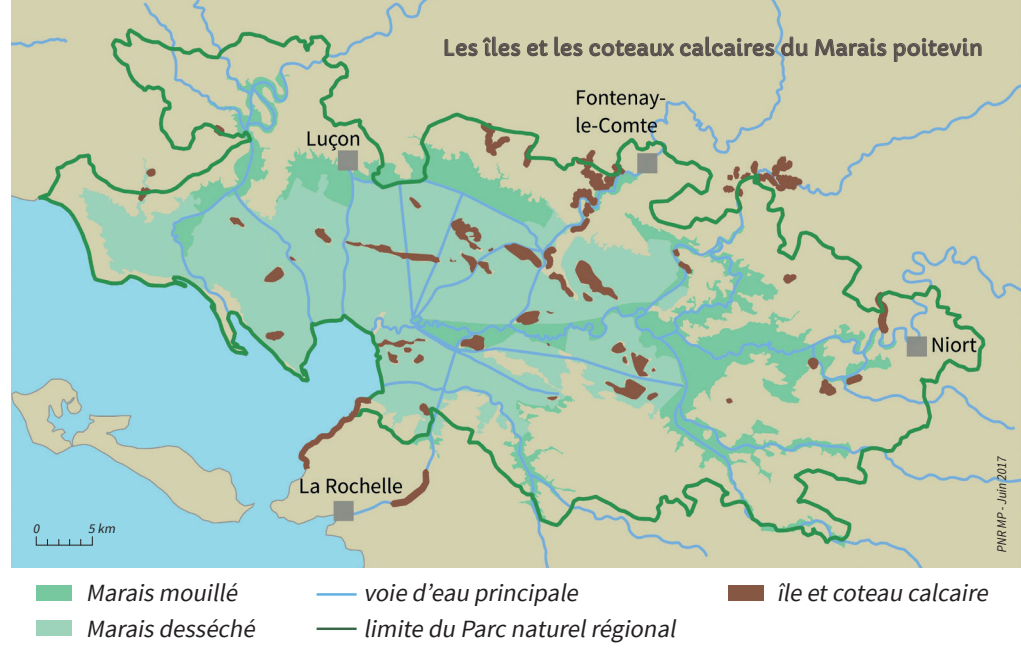 Les îles et les coteaux calcaires du Marais poitevin
Fontenay-
le-Comte
Luçon
Niort
La Rochelle
0 5 km
PNR MP - Juin 2017
Marais mouillé
voie d'eau principale
île et coteau calcaire
Marais desséché
limite du Parc naturel régional